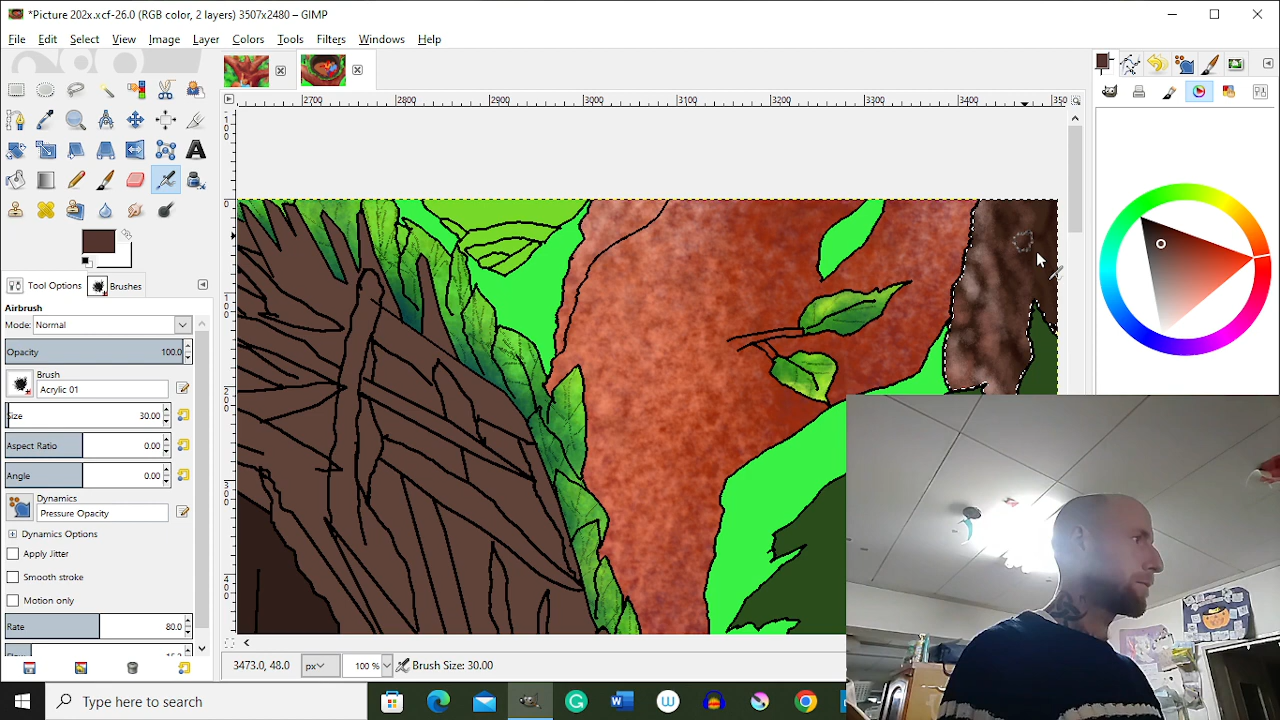 *Picture 202x.xcf-26.0 (RGB color, 2 layers) 3507x2480 – GIMP
File Edit Select View Image Layer Colors Tools Filters Windows Help
2700 2800 2900 3000 3100 3200 3300 3400 350
Tool Options Brushes
Airbrush
Mode: Normal
Opacity 100.0
Brush
Acrylic 01
Size 30.00
Aspect Ratio 0.00
Angle 0.00
Dynamics
Pressure Opacity
Dynamics Options
Apply Jitter
Smooth stroke
Motion only
Rate 80.0
3473.0, 48.0 px 100 % Brush Size: 30.00
Type here to search